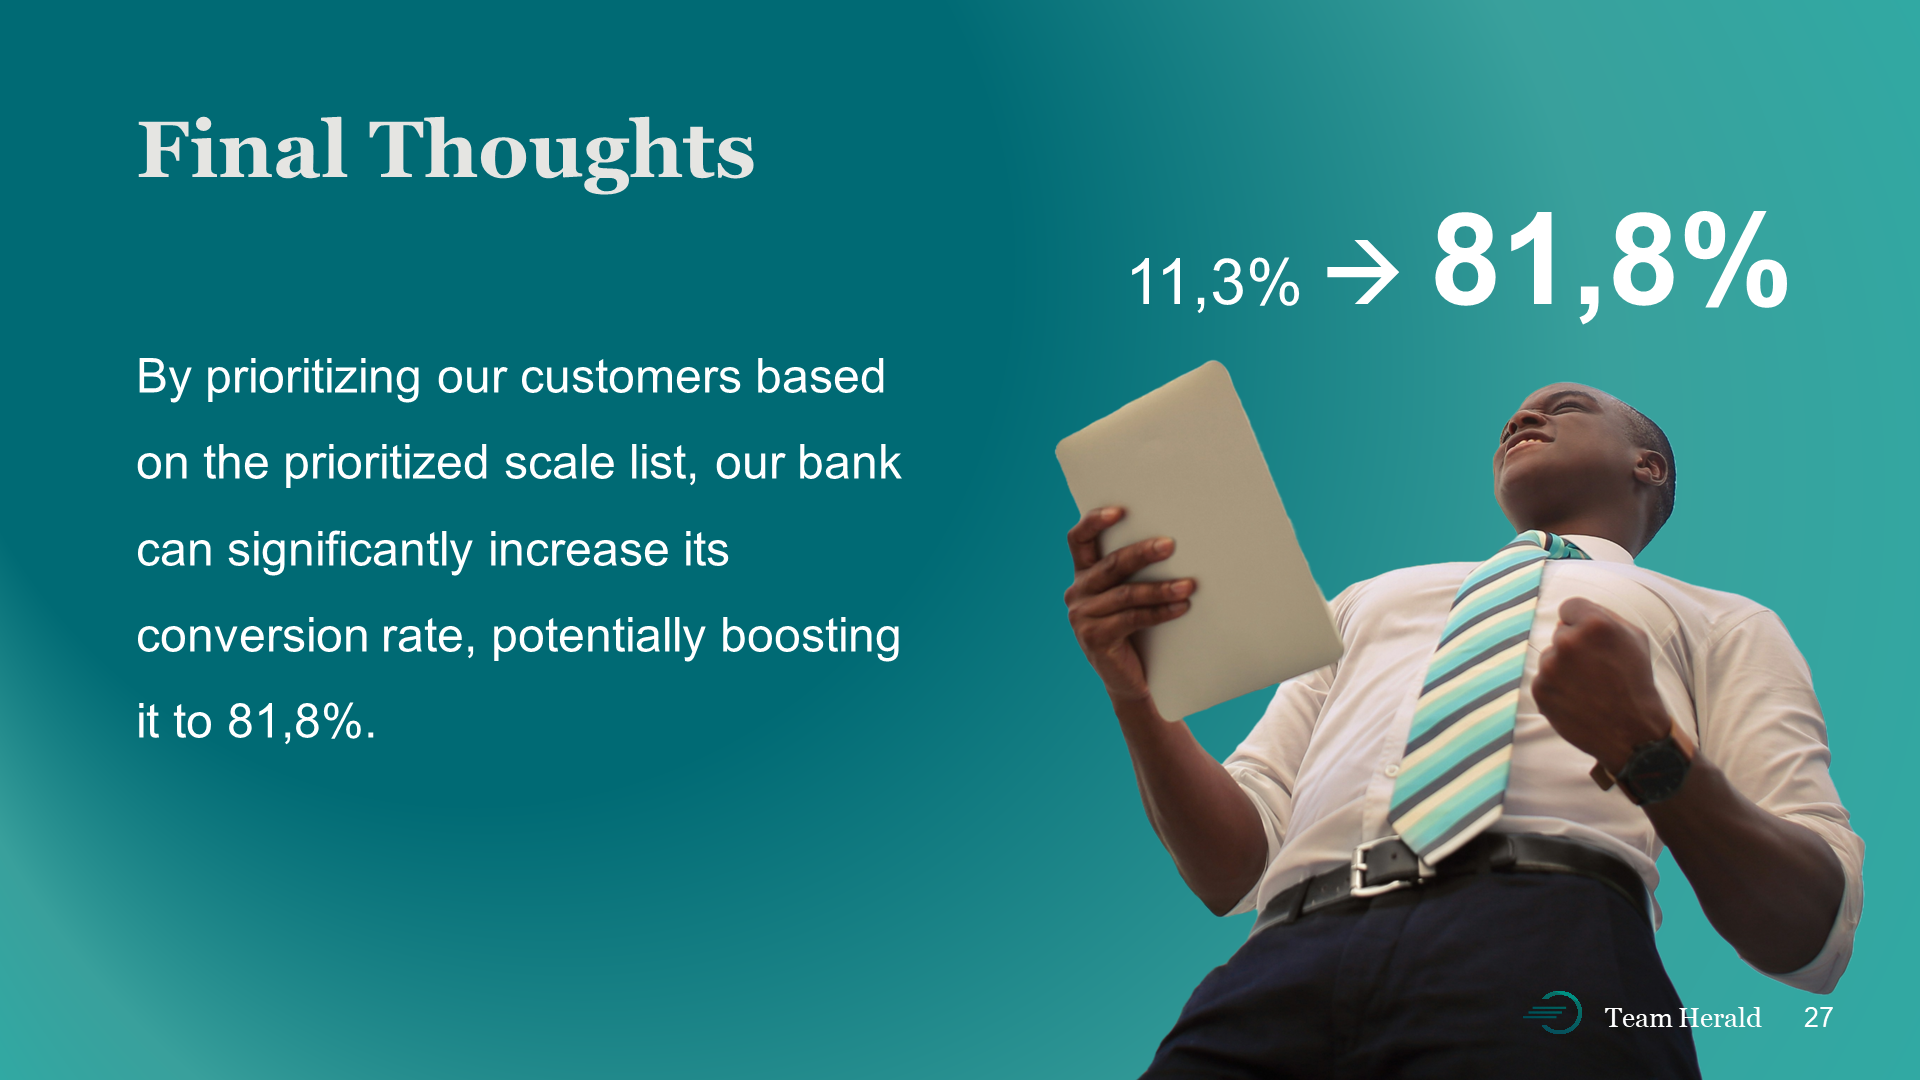 Final Thoughts
11,3% → 81,8%
By prioritizing our customers based
on the prioritized scale list, our bank
can significantly increase its
conversion rate, potentially boosting
it to 81,8%.
Team Herald 27